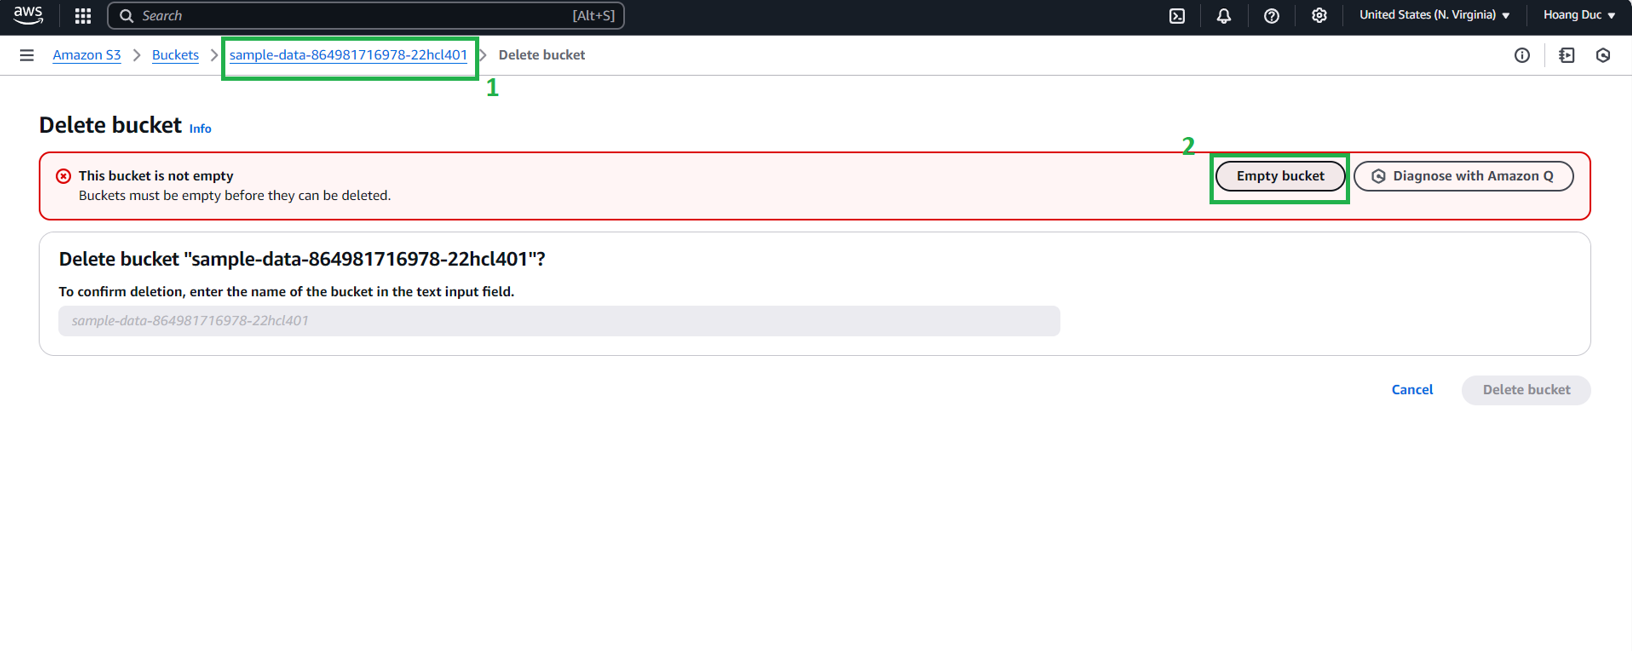 aws Search [Alt+S] United States (N. Virginia) Hoang Duc
Amazon S3 Buckets sample-data-864981716978-22hcl401 Delete bucket
1
Delete bucket Info
2
This bucket is not empty
Buckets must be empty before they can be deleted.
Empty bucket Diagnose with Amazon Q
Delete bucket "sample-data-864981716978-22hcl401"?
To confirm deletion, enter the name of the bucket in the text input field.
sample-data-864981716978-22hcl401
Cancel Delete bucket